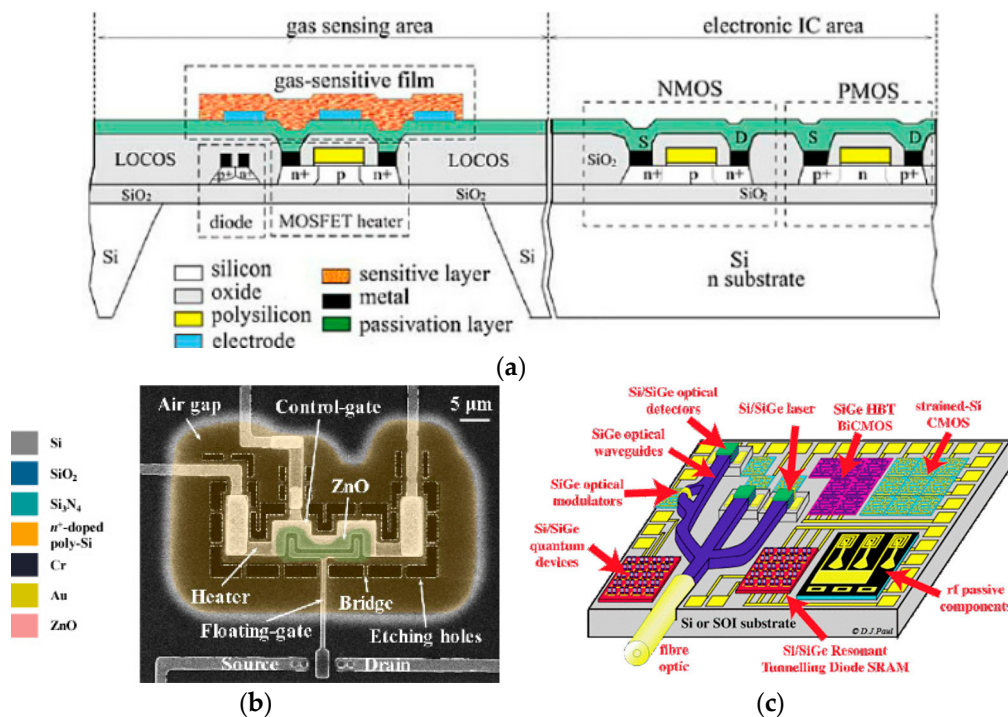 gas sensing area
electronic IC area
gas-sensitive film
NMOS
PMOS
LOCOS
LOCOS
SiO2
S
D
S
D
p+
n+
n+
p
n+
n+
p
n+
p+
n
p+
SiO2
SiO2
diode
MOSFET heater
Si
Si
Si
n substrate
silicon
oxide
polysilicon
electrode
sensitive layer
metal
passivation layer
(a)
Si
SiO2
Si3N4
n+-doped
poly-Si
Cr
Au
ZnO
Air gap
Control-gate
5 μm
ZnO
Heater
Bridge
Floating-gate
Etching holes
Source
Drain
(b)
Si/SiGe optical
detectors
Si/SiGe laser
SiGe HBT
BiCMOS
strained-Si
CMOS
SiGe optical
waveguides
SiGe optical
modulators
Si/SiGe
quantum
devices
rf passive
components
Si or SOI substrate
© D.J. Paul
fibre
optic
Si/SiGe Resonant
Tunnelling Diode SRAM
(c)